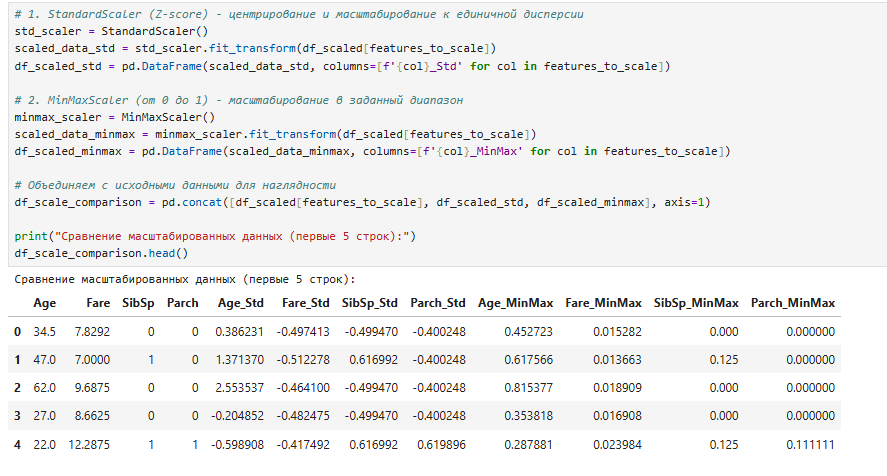 # 1. StandardScaler (Z-score) - центрирование и масштабирование к единичной дисперсии
std_scaler = StandardScaler()
scaled_data_std = std_scaler.fit_transform(df_scaled[features_to_scale])
df_scaled_std = pd.DataFrame(scaled_data_std, columns=[f'{col}_Std' for col in features_to_scale])
# 2. MinMaxScaler (от 0 до 1) - масштабирование в заданный диапазон
minmax_scaler = MinMaxScaler()
scaled_data_minmax = minmax_scaler.fit_transform(df_scaled[features_to_scale])
df_scaled_minmax = pd.DataFrame(scaled_data_minmax, columns=[f'{col}_MinMax' for col in features_to_scale])
# Объединяем с исходными данными для наглядности
df_scale_comparison = pd.concat([df_scaled[features_to_scale], df_scaled_std, df_scaled_minmax], axis=1)
print("Сравнение масштабированных данных (первые 5 строк):")
df_scale_comparison.head()
Сравнение масштабированных данных (первые 5 строк):
Age Fare SibSp Parch Age_Std Fare_Std SibSp_Std Parch_Std Age_MinMax Fare_MinMax SibSp_MinMax Parch_MinMax
0 34.5 7.8292 0 0 0.386231 -0.497413 -0.499470 -0.400248 0.452723 0.015282 0.000 0.000000
1 47.0 7.0000 1 0 1.371370 -0.512278 0.616992 -0.400248 0.617566 0.013663 0.125 0.000000
2 62.0 9.6875 0 0 2.553537 -0.464100 -0.499470 -0.400248 0.815377 0.018909 0.000 0.000000
3 27.0 8.6625 0 0 -0.204852 -0.482475 -0.499470 -0.400248 0.353818 0.016908 0.000 0.000000
4 22.0 12.2875 1 1 -0.598908 -0.417492 0.616992 0.619896 0.287881 0.023984 0.125 0.111111